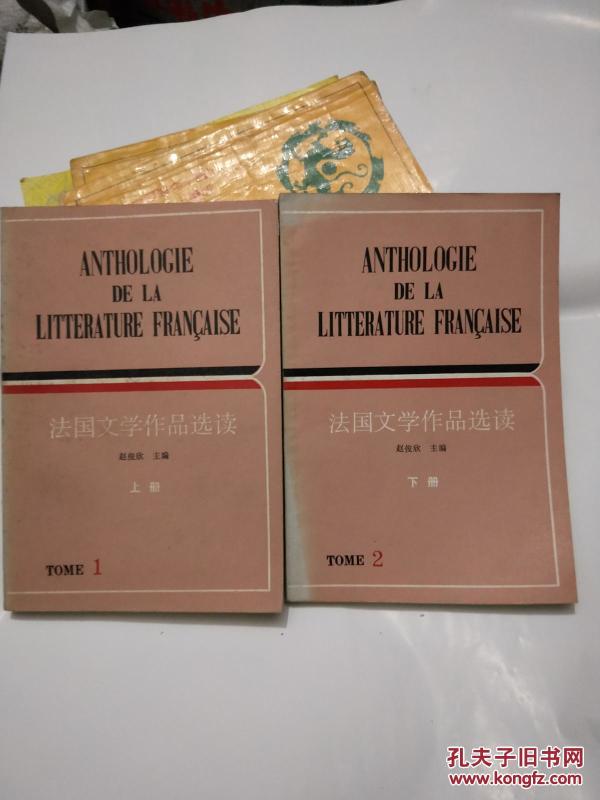 ANTHOLOGIE
DE LA
LITTERATURE FRANÇAISE
法国文学作品选读
赵俊欣 主编
上册
TOME 1
ANTHOLOGIE
DE LA
LITTERATURE FRANÇAISE
法国文学作品选读
赵俊欣 主编
下册
TOME 2
孔夫子旧书网
www.kongfz.com